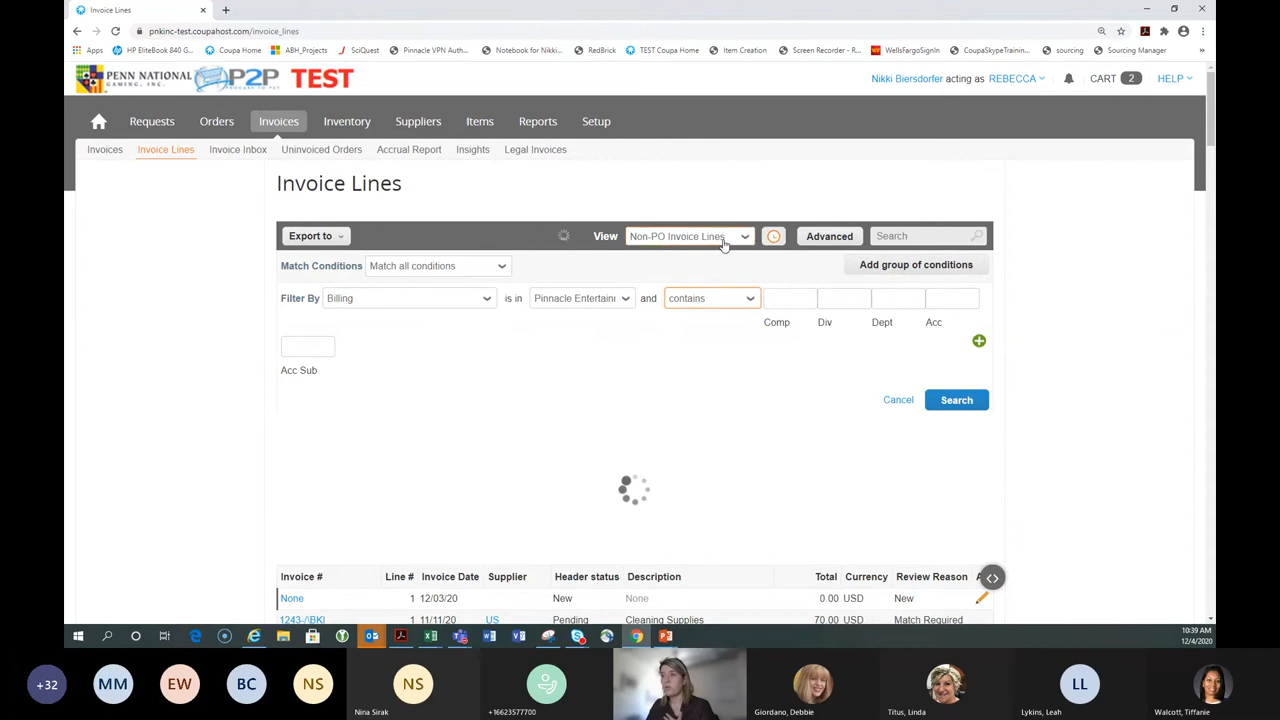 Invoice Lines
pnkinc-test.coupahost.com/invoice_lines
Apps HP EliteBook 840 G... Coupa Home ABH_Projects SciQuest Pinnacle VPN Auth... Notebook for Nikki... RedBrick TEST Coupa Home Item Creation Screen Recorder - R... WellsFargoSignIn CoupaSkypeTrainin... sourcing Sourcing Manager »
PENN NATIONAL GAMING, INC. P2P TEST
Nikki Biersdorfer acting as REBECCA CART 2 HELP
Requests Orders Invoices Inventory Suppliers Items Reports Setup
Invoices Invoice Lines Invoice Inbox Uninvoiced Orders Accrual Report Insights Legal Invoices
Invoice Lines
Export to View Non-PO Invoice Lines Advanced Search
Match Conditions Match all conditions Add group of conditions
Filter By Billing is in Pinnacle Entertain and contains
Comp Div Dept Acc
Acc Sub
Cancel Search
Invoice # Line # Invoice Date Supplier Header status Description Total Currency Review Reason
None 1 12/03/20 New None 0.00 USD New
1243-/\BKI 1 11/11/20 US Pending Cleaning Supplies 70.00 USD Match Required
10:39 AM
12/4/2020
+32 MM EW BC NS NS LL
Nina Sirak +16623577700 Giordano, Debbie Titus, Linda Lykins, Leah Walcott, Tiffanie